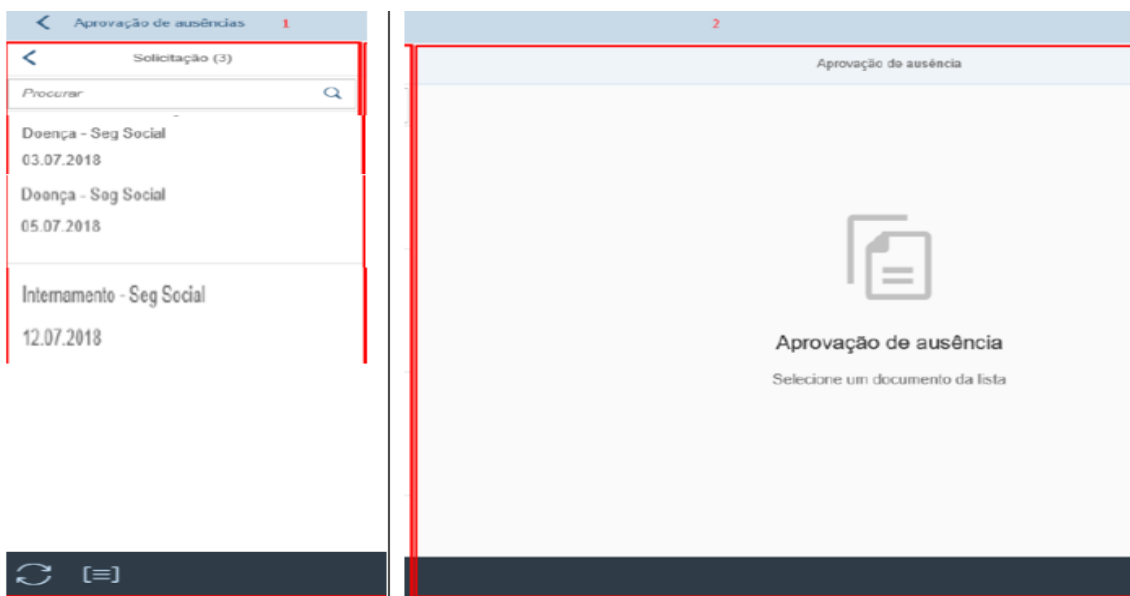 Aprovação de ausências 1
Solicitação (3)
Procurar
Doença - Seg Social
03.07.2018
Doença - Seg Social
05.07.2018
Internamento - Seg Social
12.07.2018
2
Aprovação de ausência
Aprovação de ausência
Selecione um documento da lista